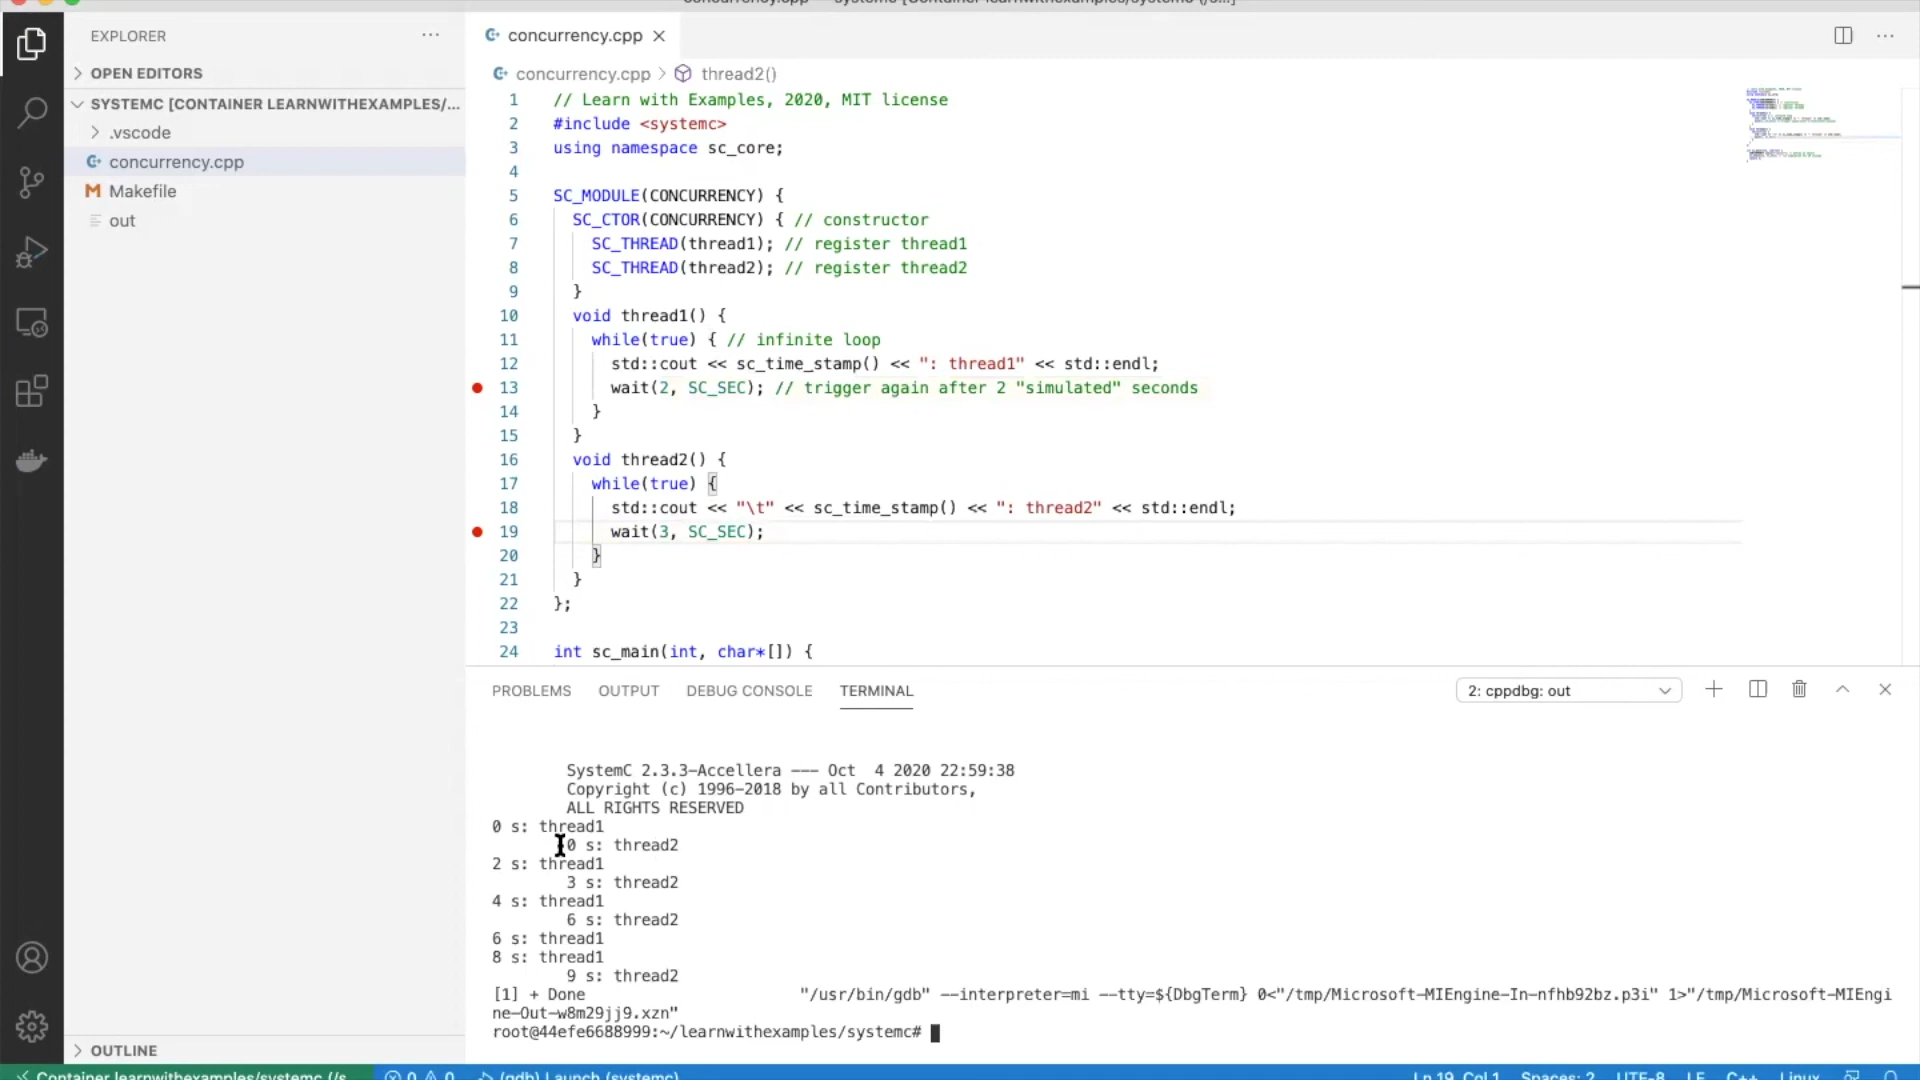 concurrency.cpp — systemc [Container learnwithexamples/systemc (/s...]
EXPLORER
OPEN EDITORS
SYSTEMC [CONTAINER LEARNWITHEXAMPLES/...
.vscode
concurrency.cpp
M Makefile
out
OUTLINE
concurrency.cpp
concurrency.cpp > thread2()
1 // Learn with Examples, 2020, MIT license
2 #include <systemc>
3 using namespace sc_core;
4
5 SC_MODULE(CONCURRENCY) {
6 SC_CTOR(CONCURRENCY) { // constructor
7 SC_THREAD(thread1); // register thread1
8 SC_THREAD(thread2); // register thread2
9 }
10 void thread1() {
11 while(true) { // infinite loop
12 std::cout << sc_time_stamp() << ": thread1" << std::endl;
13 wait(2, SC_SEC); // trigger again after 2 "simulated" seconds
14 }
15 }
16 void thread2() {
17 while(true) {
18 std::cout << "\t" << sc_time_stamp() << ": thread2" << std::endl;
19 wait(3, SC_SEC);
20 }
21 }
22 };
23
24 int sc_main(int, char*[]) {
PROBLEMS OUTPUT DEBUG CONSOLE TERMINAL 2: cppdbg: out
SystemC 2.3.3-Accellera --- Oct 4 2020 22:59:38
Copyright (c) 1996-2018 by all Contributors,
ALL RIGHTS RESERVED
0 s: thread1
0 s: thread2
2 s: thread1
3 s: thread2
4 s: thread1
6 s: thread2
6 s: thread1
8 s: thread1
9 s: thread2
[1] + Done "/usr/bin/gdb" --interpreter=mi --tty=${DbgTerm} 0<"/tmp/Microsoft-MIEngine-In-nfhb92bz.p3i" 1>"/tmp/Microsoft-MIEngi
ne-Out-w8m29jj9.xzn"
root@44efe6688999:~/learnwithexamples/systemc#
Container learnwithexamples/systemc (/s... 0 0 (gdb) Launch (systemc) Ln 19, Col 1 Spaces: 2 UTF-8 LF C++ Linux